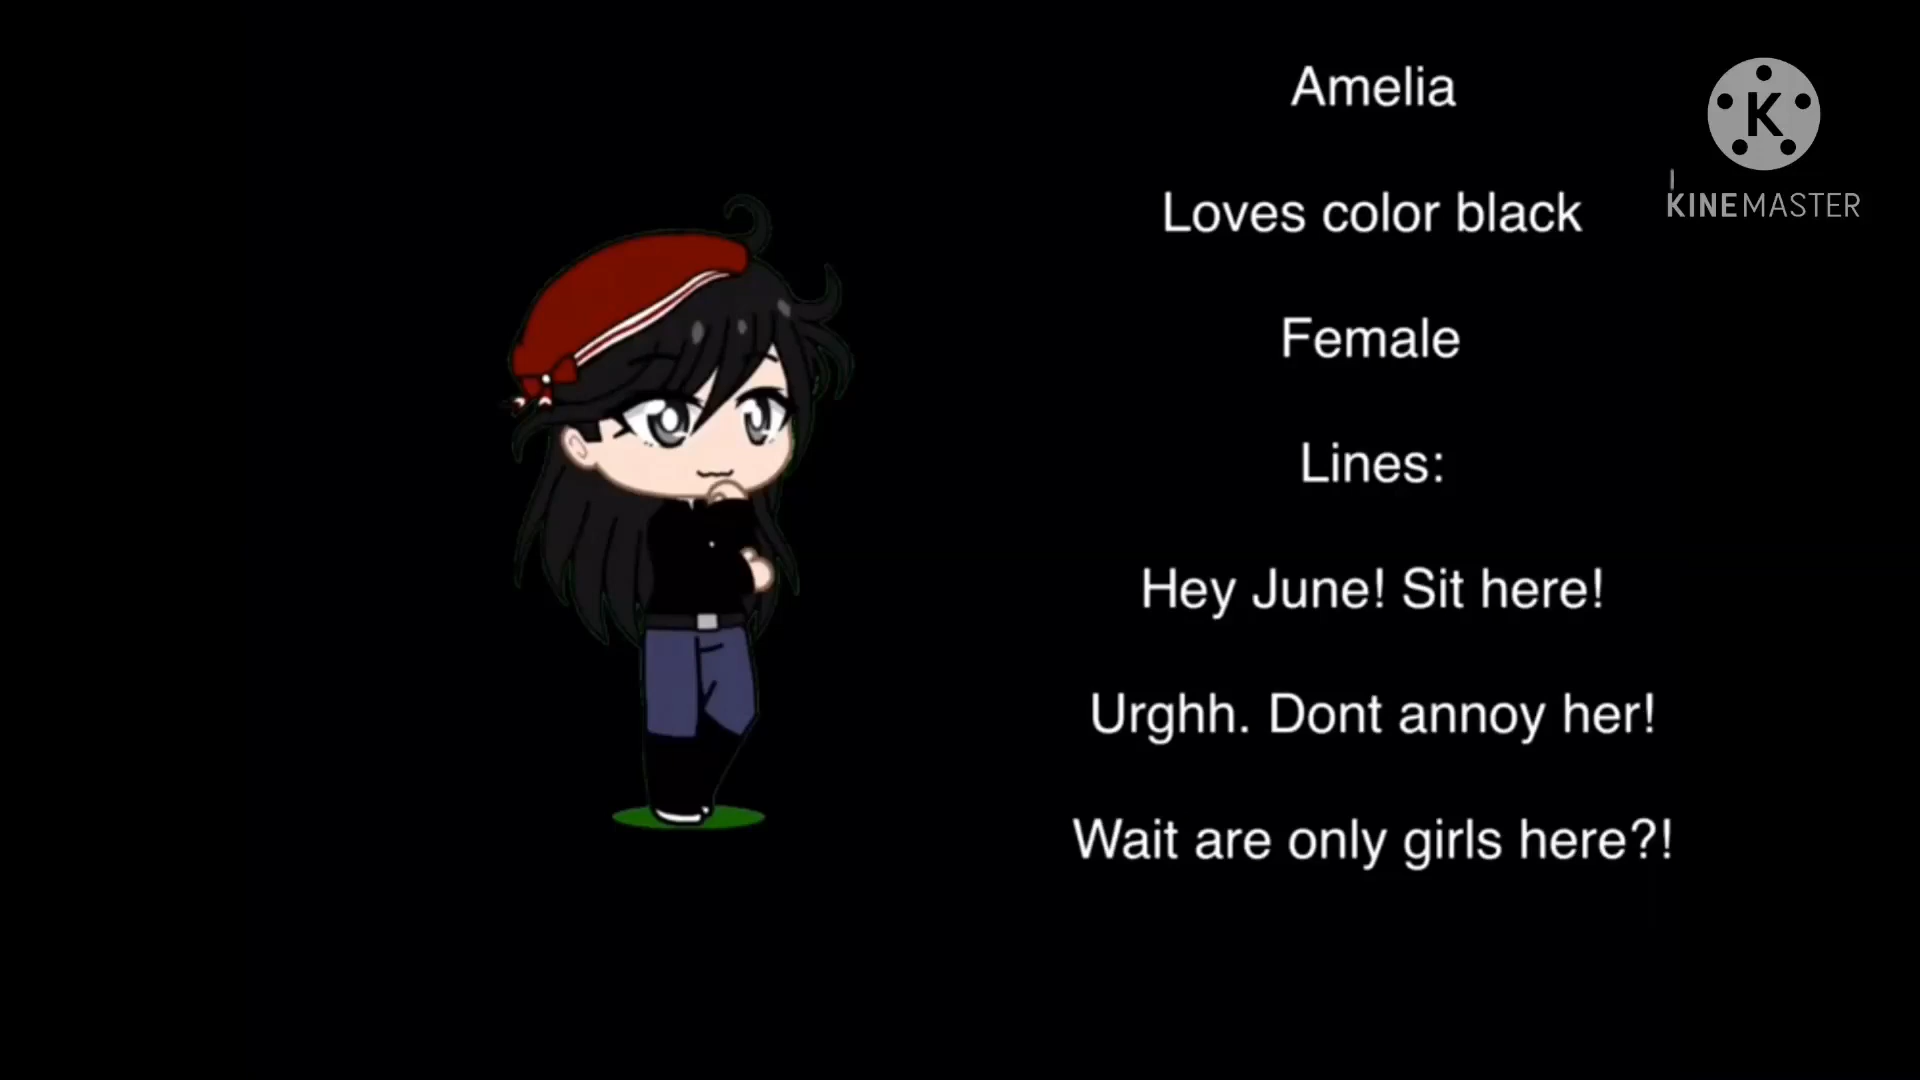 Amelia
K
KINEMASTER
Loves color black
Female
Lines:
Hey June! Sit here!
Urghh. Dont annoy her!
Wait are only girls here?!